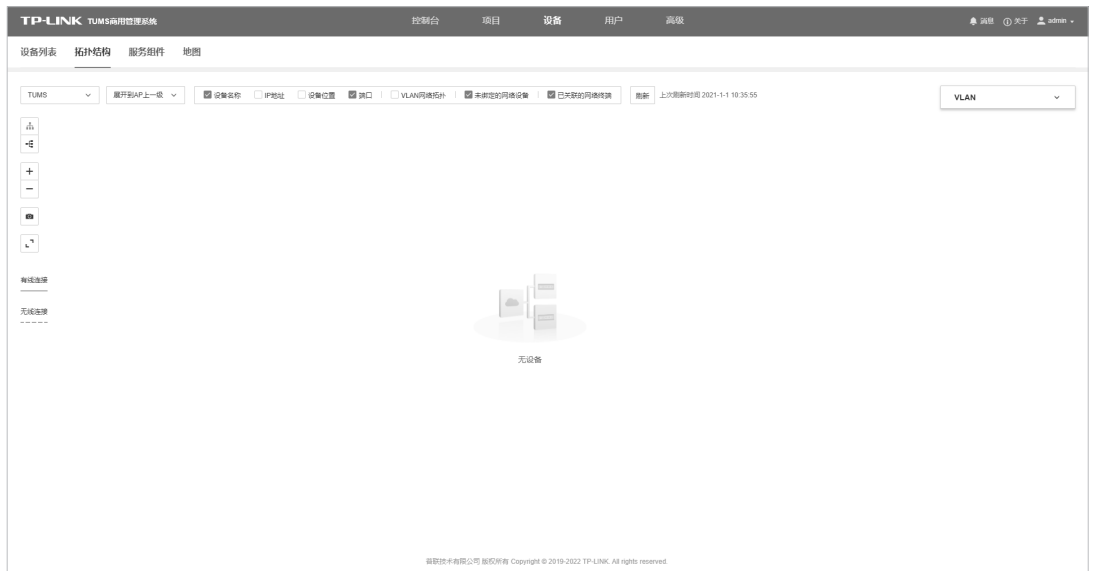 TP-LINK TUMS商用管理系统 控制台 项目 设备 用户 高级 消息 关于 admin
设备列表 拓扑结构 服务组件 地图
TUMS 展开到AP上一级 设备名称 IP地址 设备位置 端口 VLAN网络拓扑 未绑定的网络设备 已关联的网络终端 刷新 上次刷新时间 2021-1-1 10:35:55 VLAN
有线连接
无线连接
无设备
普联技术有限公司 版权所有 Copyright © 2019-2022 TP-LINK. All rights reserved.